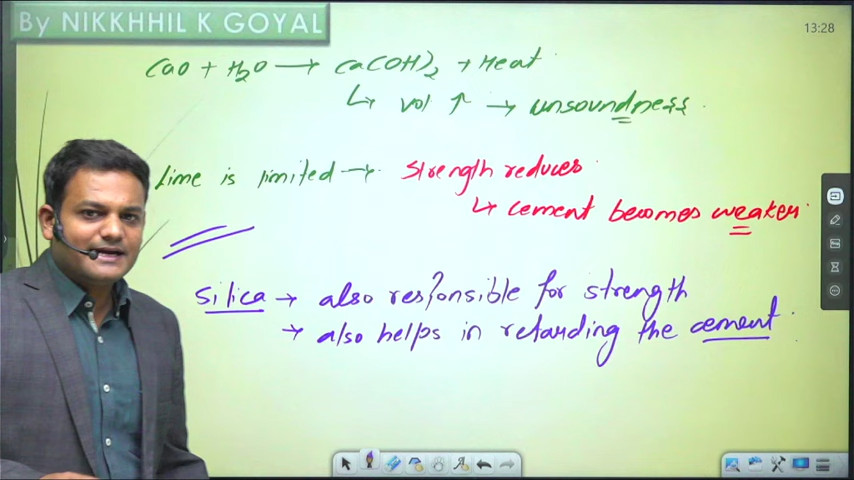 By NIKKHHIL K GOYAL
13:28
CaO + H₂O → Ca(OH)₂ + Heat
↳ vol ↑ → unsoundness.
Lime is limited → strength reduces
↳ cement becomes weaker.
Silica → also responsible for strength
→ also helps in retarding the cement.